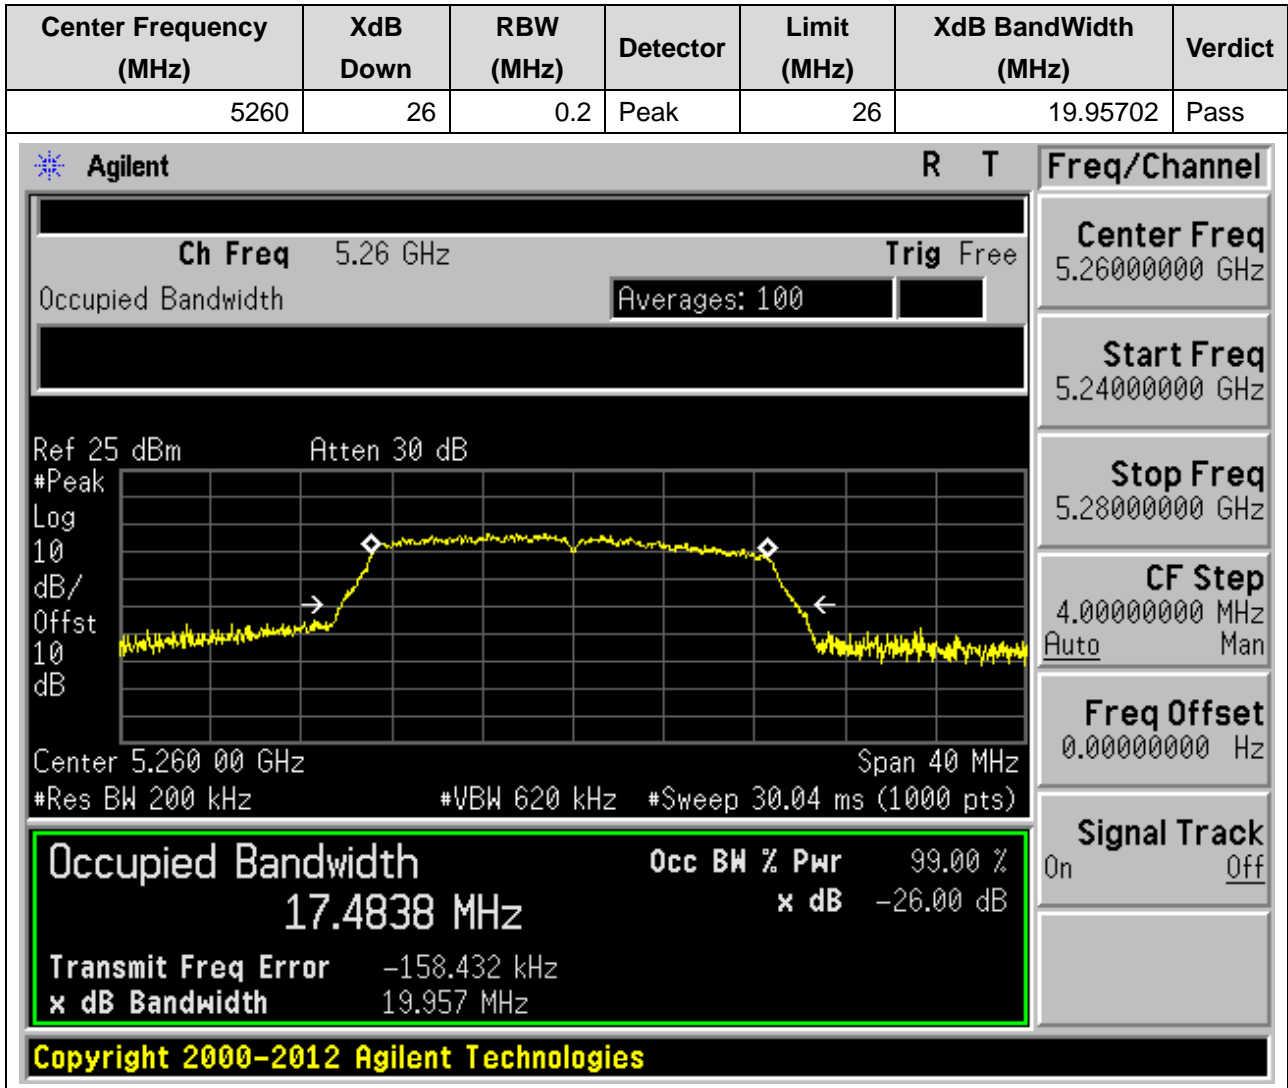 Center Frequency (MHz) XdB Down RBW (MHz) Detector Limit (MHz) XdB BandWidth (MHz) Verdict
5260 26 0.2 Peak 26 19.95702 Pass
Agilent R T
Ch Freq 5.26 GHz Trig Free
Occupied Bandwidth Averages: 100
Ref 25 dBm Atten 30 dB
#Peak
Log
10
dB/
Offst
10
dB
Center 5.260 00 GHz Span 40 MHz
#Res BW 200 kHz #VBW 620 kHz #Sweep 30.04 ms (1000 pts)
Occupied Bandwidth Occ BW % Pwr 99.00 %
17.4838 MHz x dB -26.00 dB
Transmit Freq Error -158.432 kHz
x dB Bandwidth 19.957 MHz
Copyright 2000-2012 Agilent Technologies
Freq/Channel
Center Freq
5.26000000 GHz
Start Freq
5.24000000 GHz
Stop Freq
5.28000000 GHz
CF Step
4.00000000 MHz
Auto Man
Freq Offset
0.00000000 Hz
Signal Track
On Off